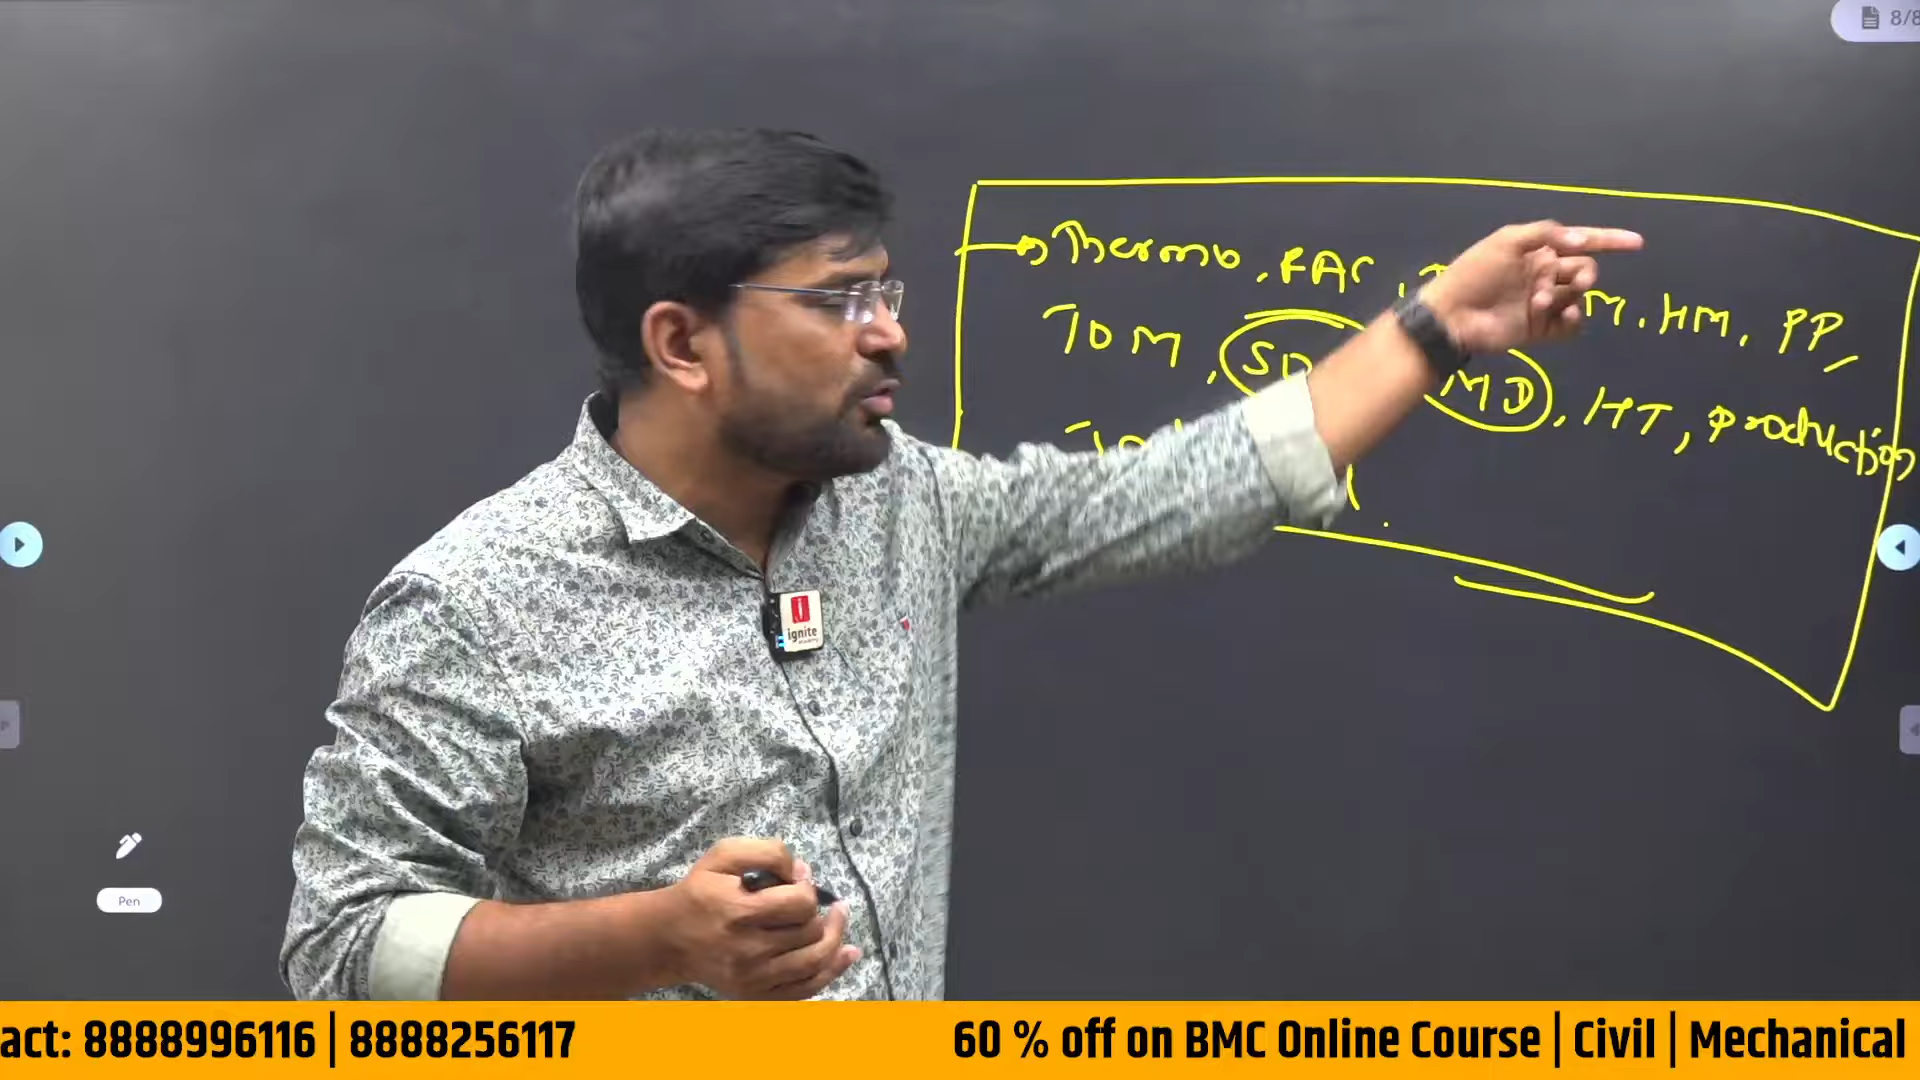 8/8
Thermo, RAC, M. HM, PP,
TOM, SD MD, HT, production
ignite
Pen
act: 8888996116 | 8888256117
60 % off on BMC Online Course | Civil | Mechanical